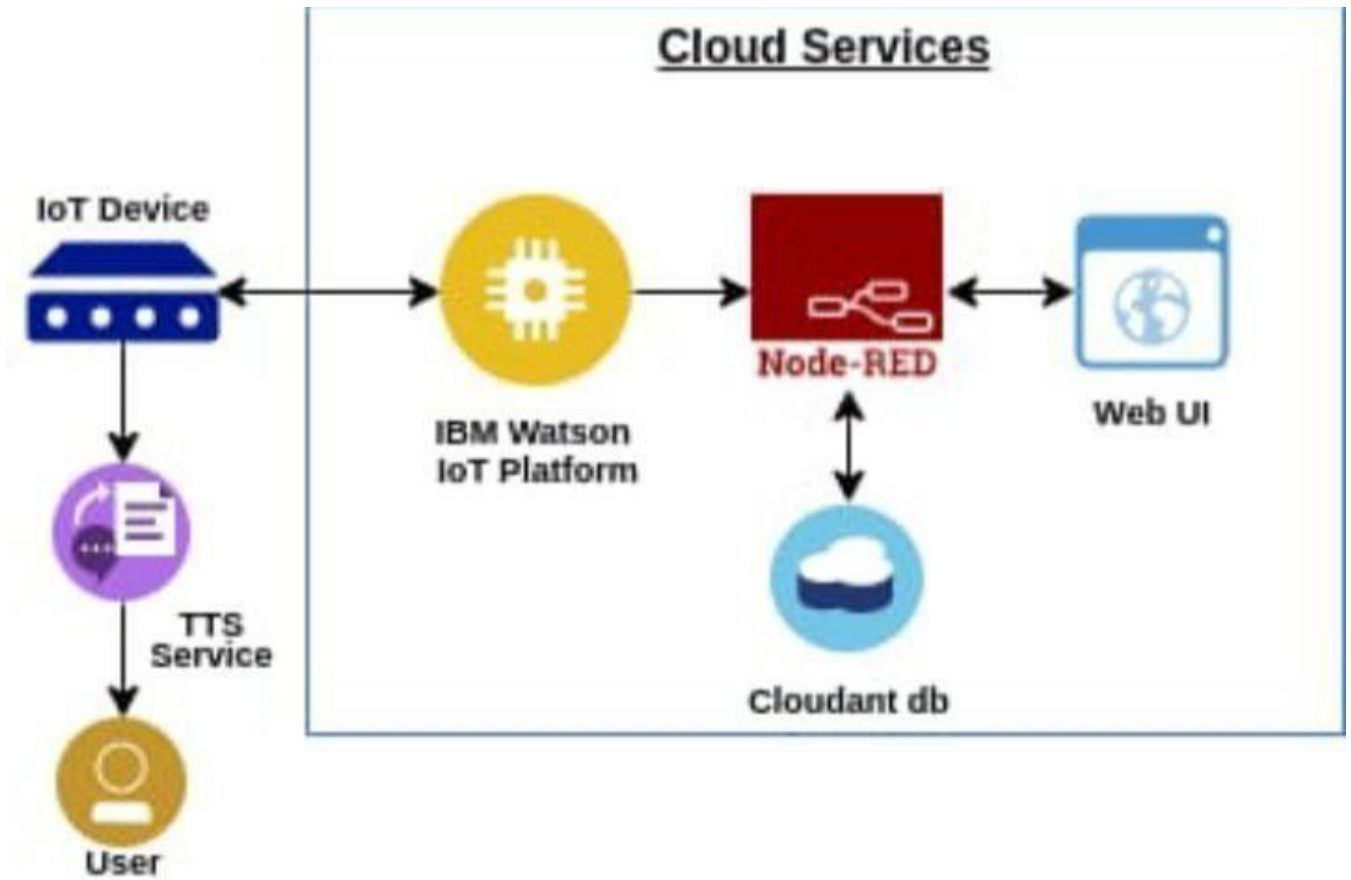 Cloud Services
IoT Device
Node-RED
Web UI
IBM Watson
IoT Platform
TTS
Service
Cloudant db
User